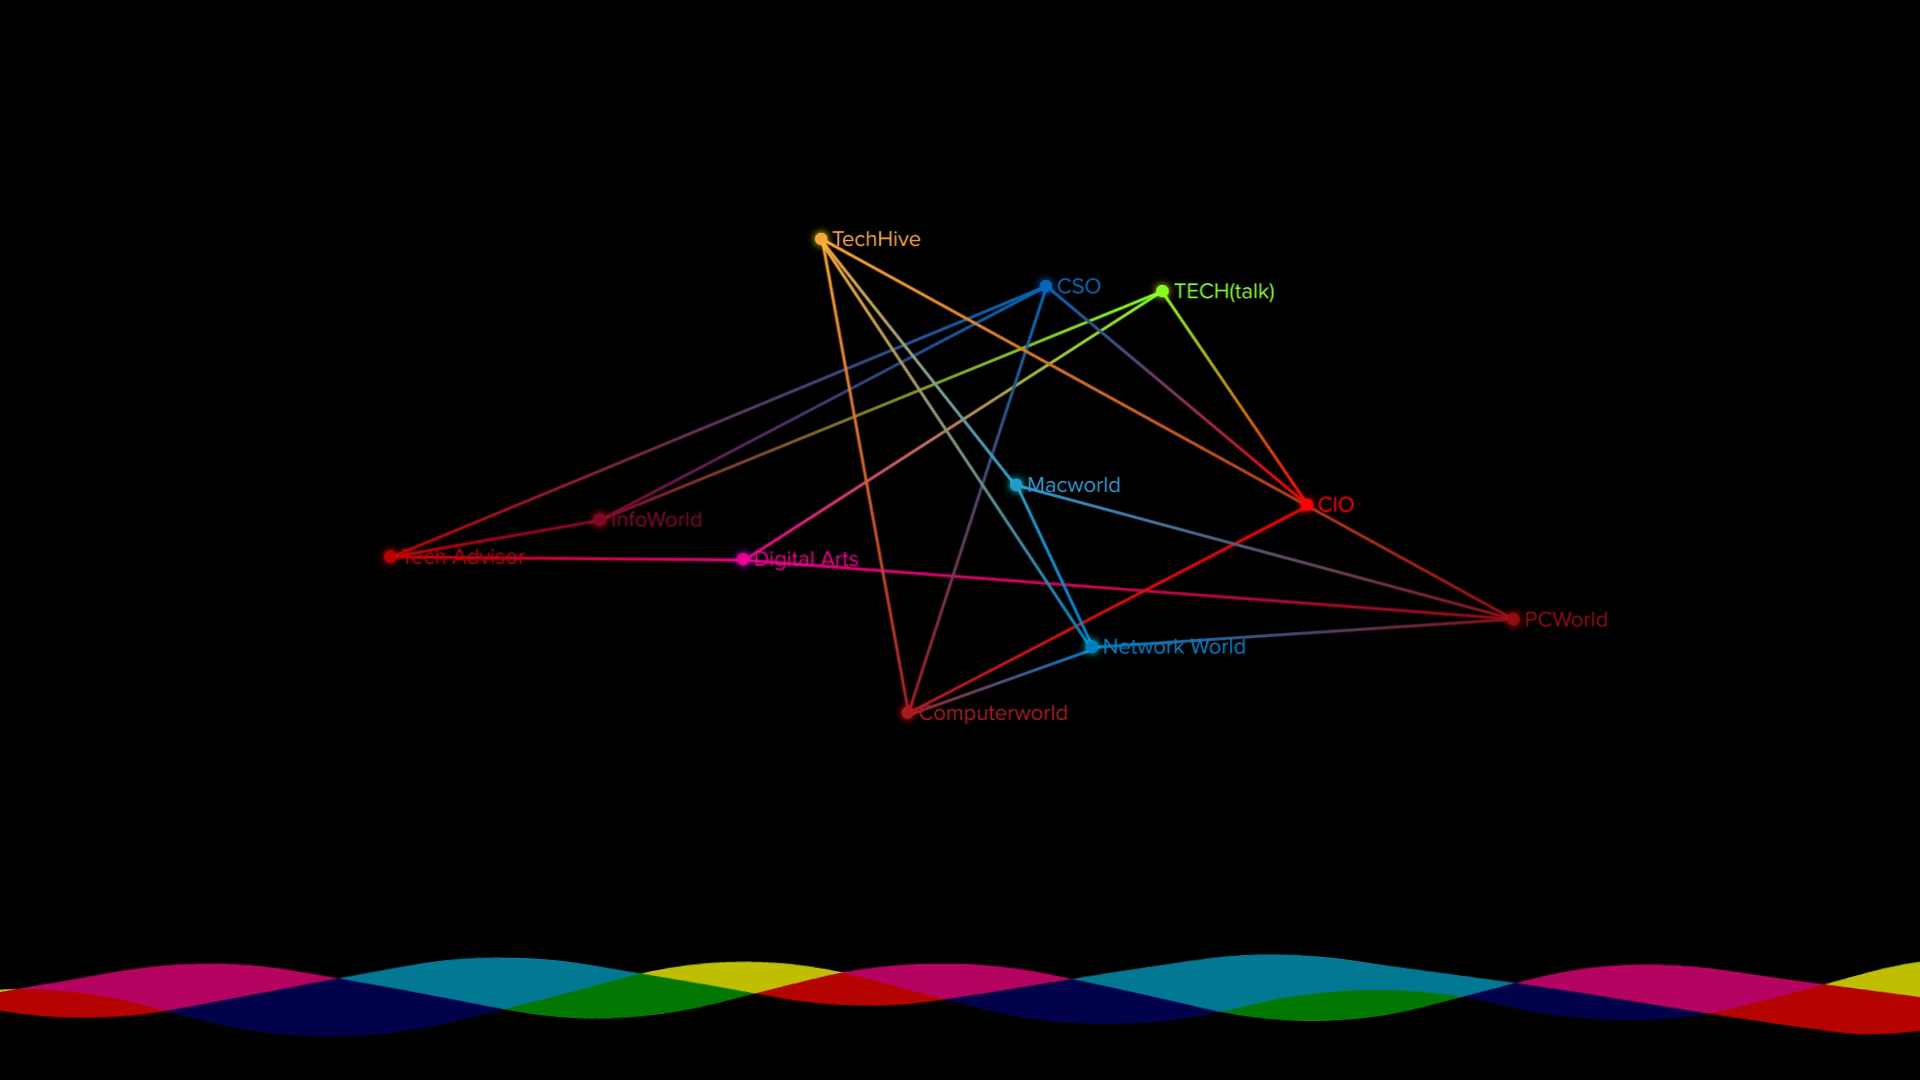 TechHive
CSO
TECH(talk)
Macworld
CIO
InfoWorld
Tech Advisor
Digital Arts
PCWorld
Network World
Computerworld